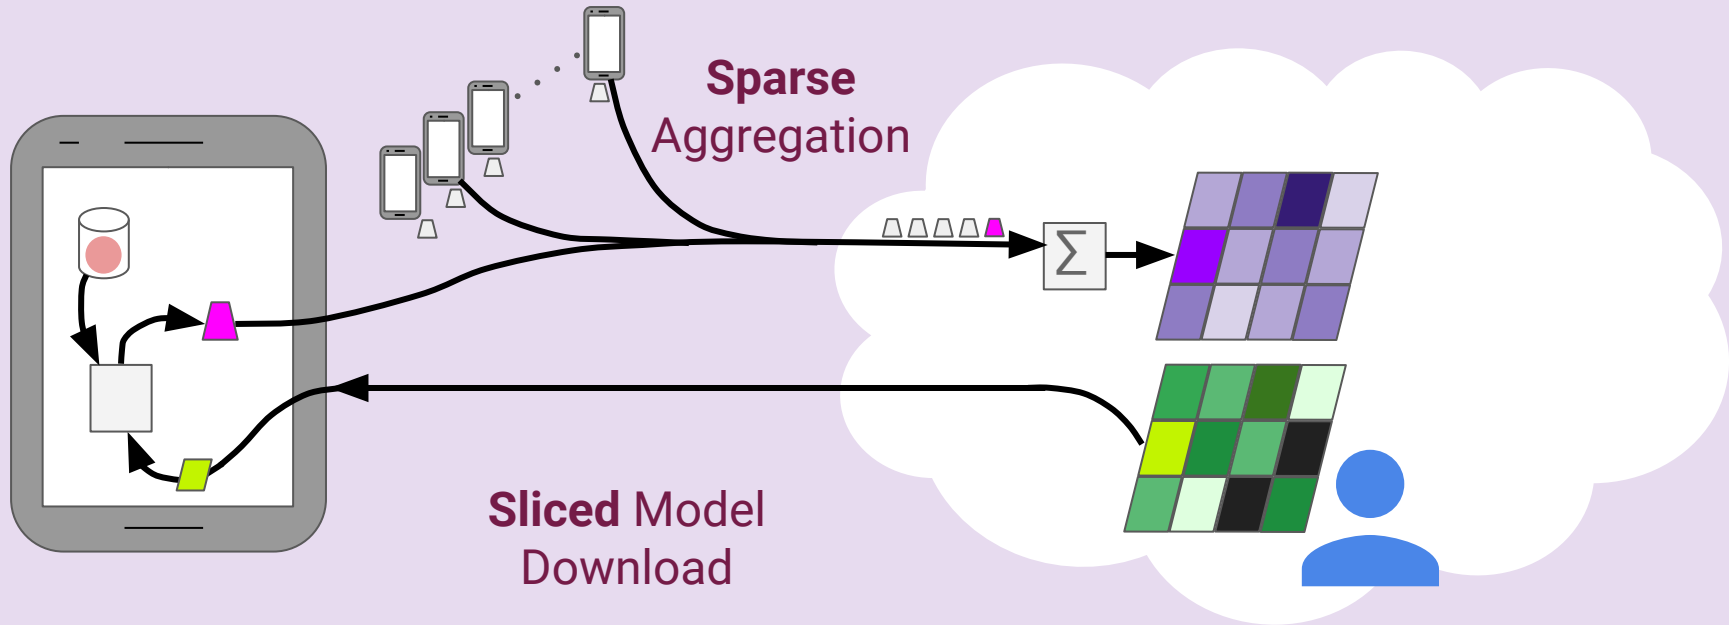 Sparse
Aggregation
Σ
Sliced Model
Download